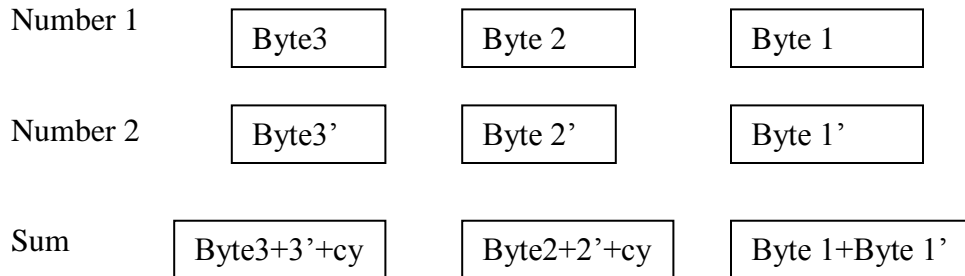 Number 1 Byte3 Byte 2 Byte 1
Number 2 Byte3’ Byte 2’ Byte 1’
Sum Byte3+3’+cy Byte2+2’+cy Byte 1+Byte 1’